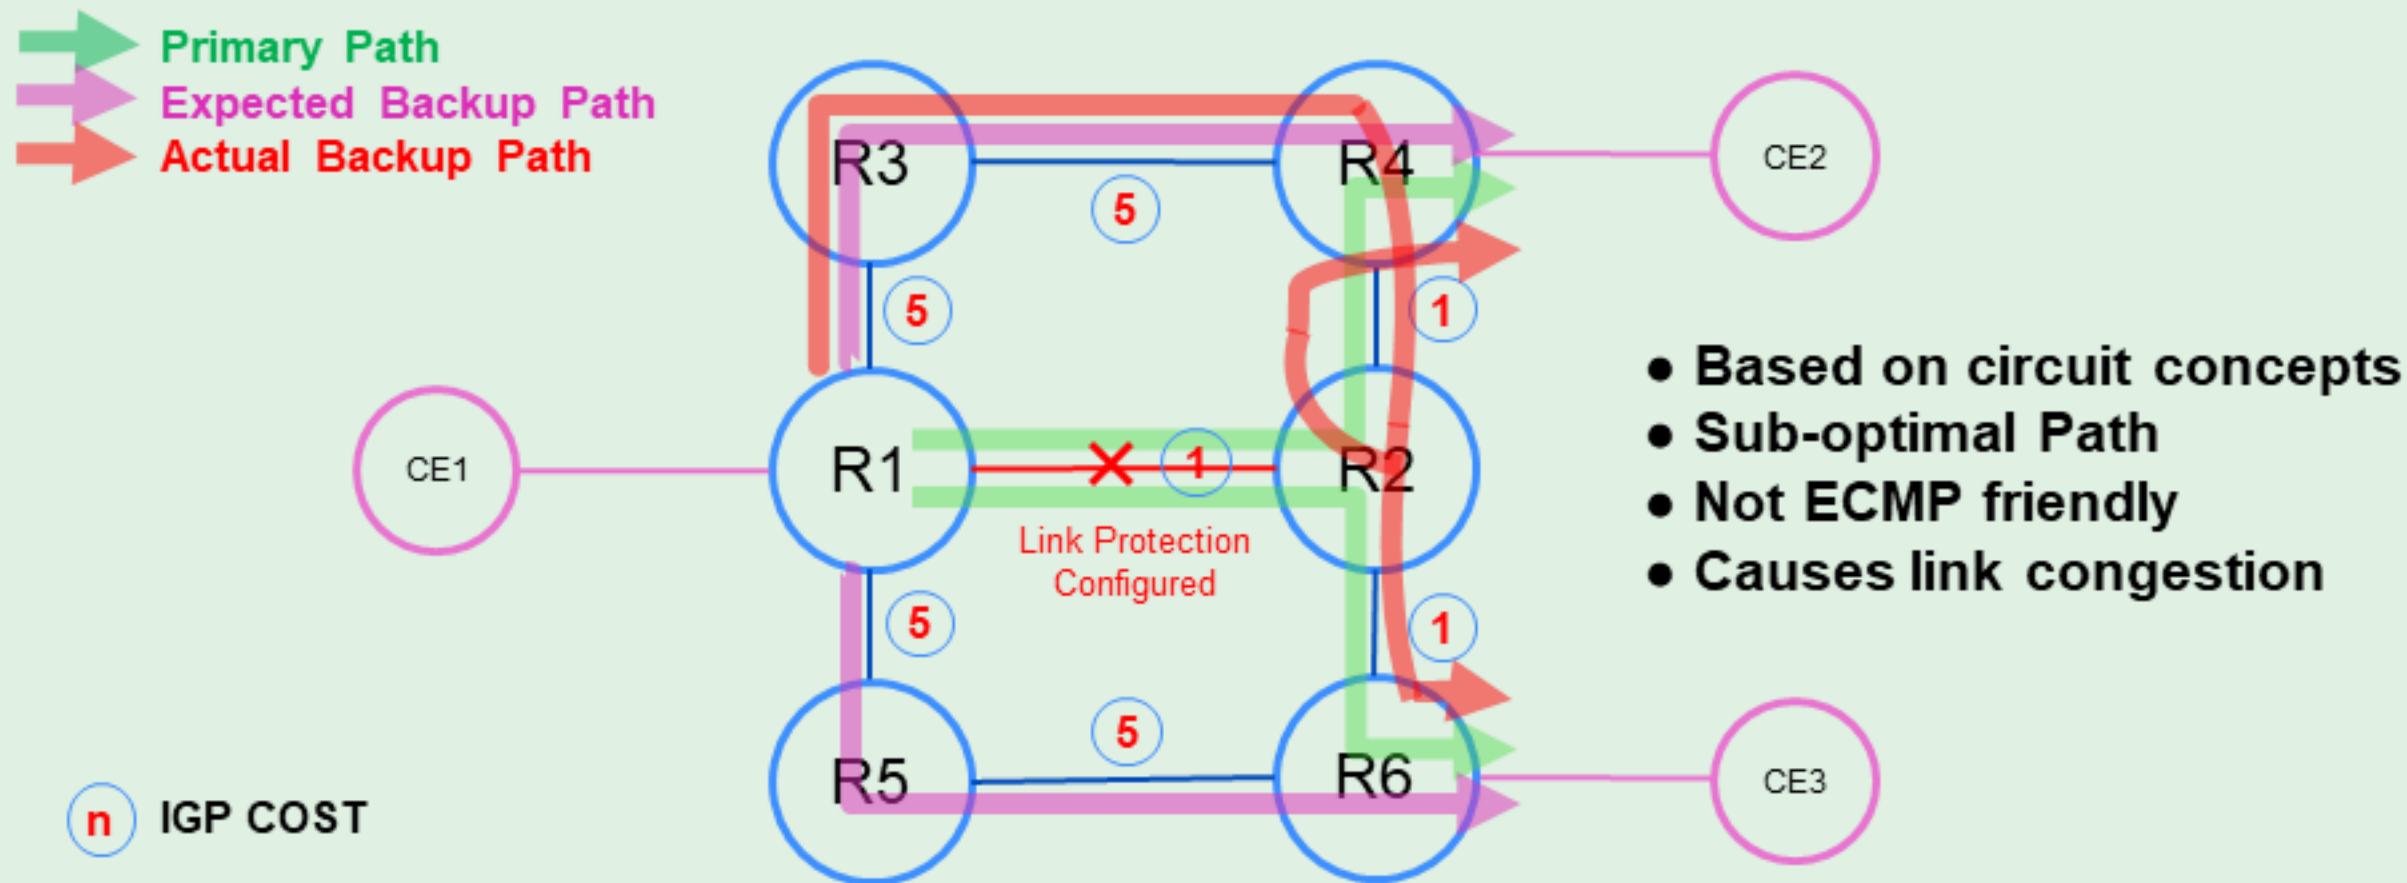 Primary Path
Expected Backup Path
Actual Backup Path
R3
R4
CE2
5
5
1
CE1
R1
1
R2
Link Protection
Configured
● Based on circuit concepts
● Sub-optimal Path
● Not ECMP friendly
● Causes link congestion
5
1
5
R5
R6
CE3
n IGP COST